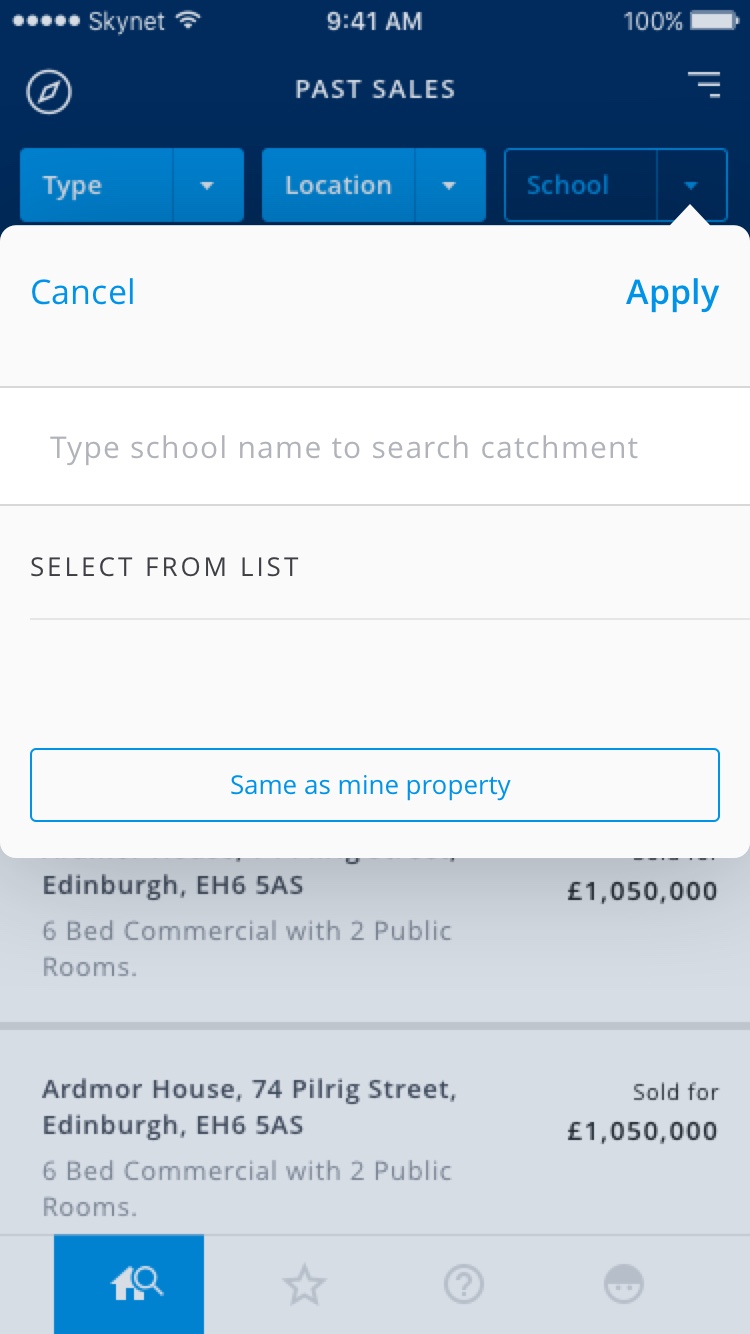 Skynet 9:41 AM 100%
PAST SALES
Type Location School
Cancel Apply
Type school name to search catchment
SELECT FROM LIST
Same as mine property
Edinburgh, EH6 5AS
£1,050,000
6 Bed Commercial with 2 Public
Rooms.
Ardmor House, 74 Pilrig Street,
Sold for
Edinburgh, EH6 5AS
£1,050,000
6 Bed Commercial with 2 Public
Rooms.